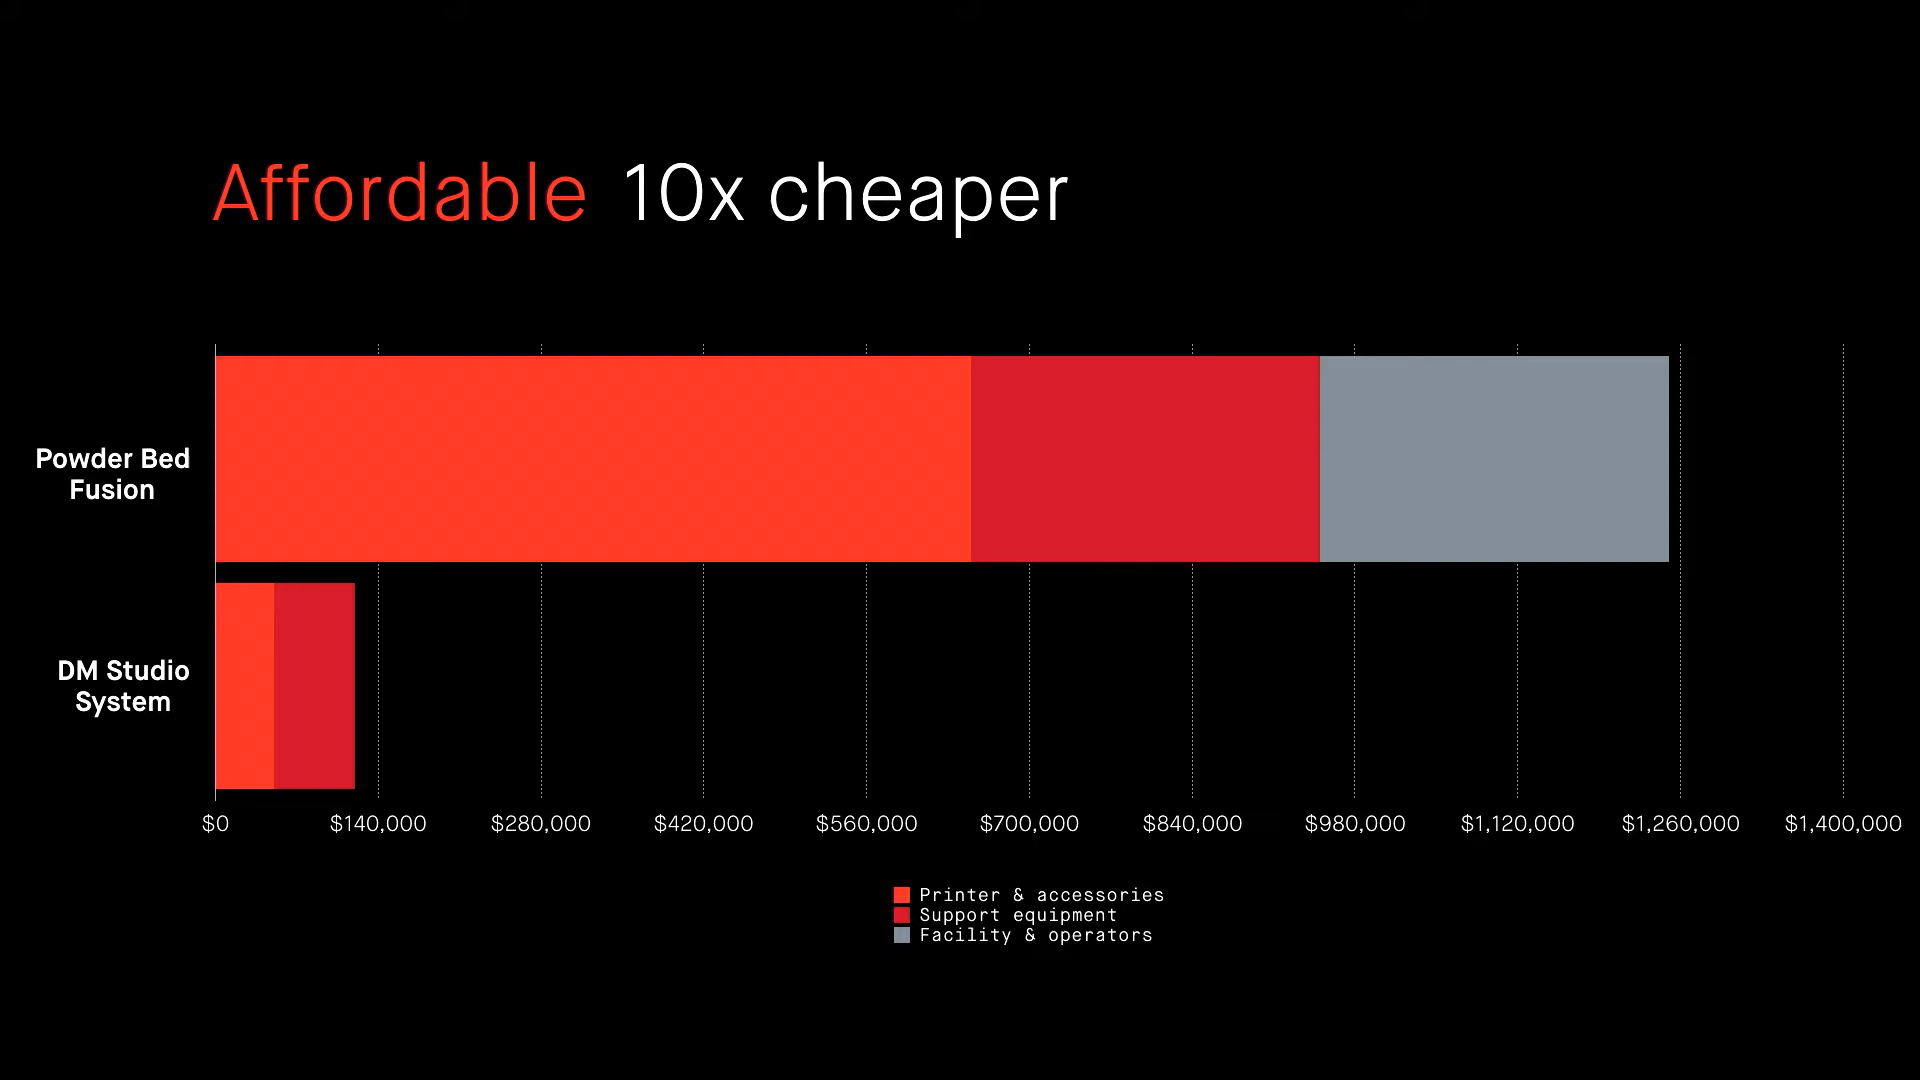 Affordable 10x cheaper
Powder Bed
Fusion
DM Studio
System
$0 $140,000 $280,000 $420,000 $560,000 $700,000 $840,000 $980,000 $1,120,000 $1,260,000 $1,400,000
Printer & accessories
Support equipment
Facility & operators